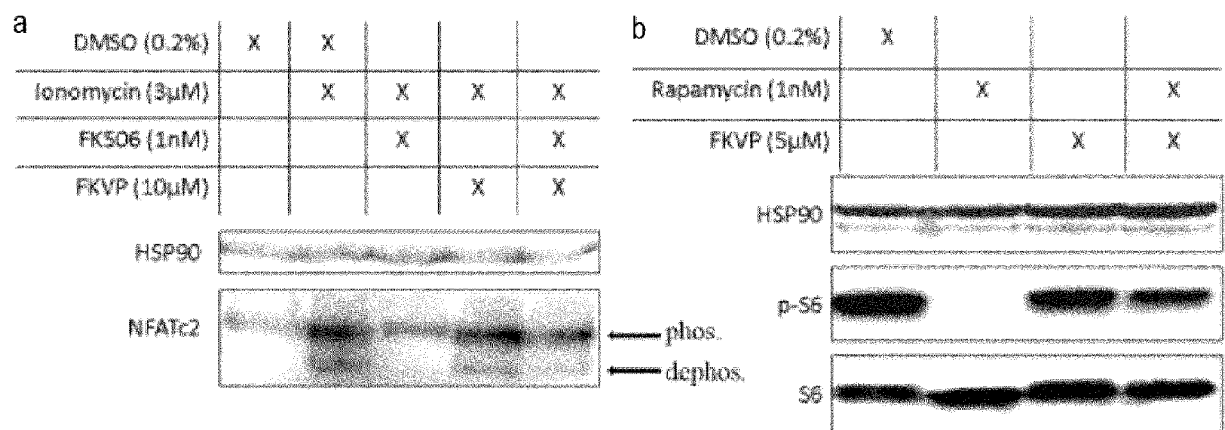 a
DMSO (0.2%) X X
Ionomycin (3μM) X X X X
FK506 (1nM) X X
FKVP (10μM) X X
HSP90
NFATc2
phos.
dephos.
b
DMSO (0.2%) X
Rapamycin (1nM) X X
FKVP (5μM) X X
HSP90
p-S6
S6